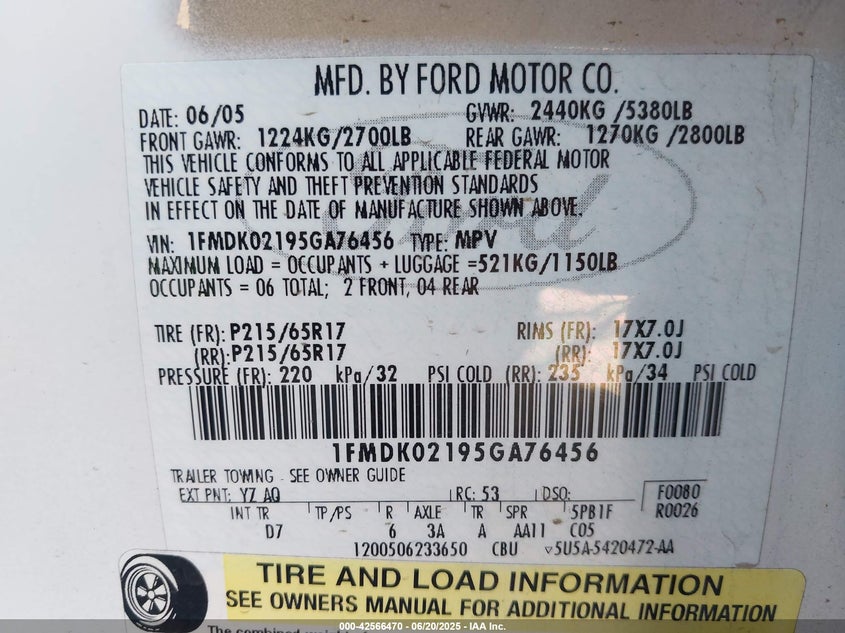 MFD. BY FORD MOTOR CO.
DATE: 06/05 GVWR: 2440KG /5380LB
FRONT GAWR: 1224KG/2700LB REAR GAWR: 1270KG /2800LB
THIS VEHICLE CONFORMS TO ALL APPLICABLE FEDERAL MOTOR
VEHICLE SAFETY AND THEFT PREVENTION STANDARDS
IN EFFECT ON THE DATE OF MANUFACTURE SHOWN ABOVE.
Ford
VIN: 1FMDK02195GA76456 TYPE: MPV
MAXIMUM LOAD = OCCUPANTS + LUGGAGE =521KG/1150LB
OCCUPANTS = 06 TOTAL; 2 FRONT, 04 REAR
TIRE (FR): P215/65R17 RIMS (FR): 17X7.0J
(RR): P215/65R17 (RR): 17X7.0J
PRESSURE (FR): 220 kPa/32 PSI COLD (RR): 235 kPa/34 PSI COLD
1FMDK02195GA76456
TRAILER TOWING - SEE OWNER GUIDE
EXT PNT: YZ AQ RC: 53 DSO: F0080
INT TR TP/PS R AXLE TR SPR 5PB1F R0026
D7 6 3A A AA11 C05
1200506233650 CBU ▽5U5A-5420472-AA
TIRE AND LOAD INFORMATION
SEE OWNERS MANUAL FOR ADDITIONAL INFORMATION
The combined
000-42566470 - 06/20/2025 - IAA Inc.